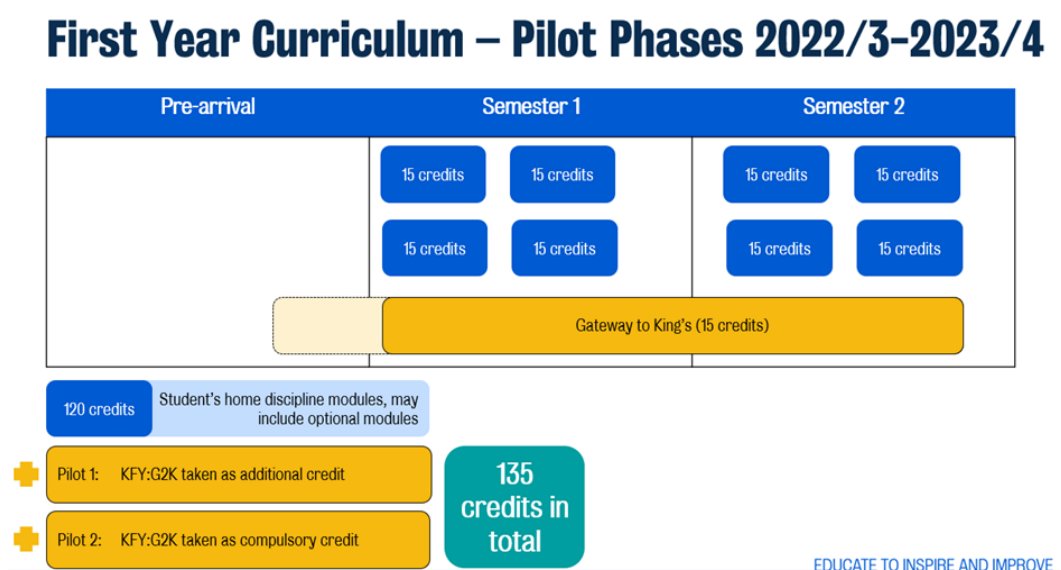 First Year Curriculum – Pilot Phases 2022/3-2023/4
Pre-arrival
Semester 1
Semester 2
15 credits
15 credits
15 credits
15 credits
15 credits
15 credits
15 credits
15 credits
Gateway to King's (15 credits)
120 credits
Student's home discipline modules, may
include optional modules
Pilot 1: KFY:G2K taken as additional credit
Pilot 2: KFY:G2K taken as compulsory credit
135
credits in
total
EDUCATE TO INSPIRE AND IMPROVE